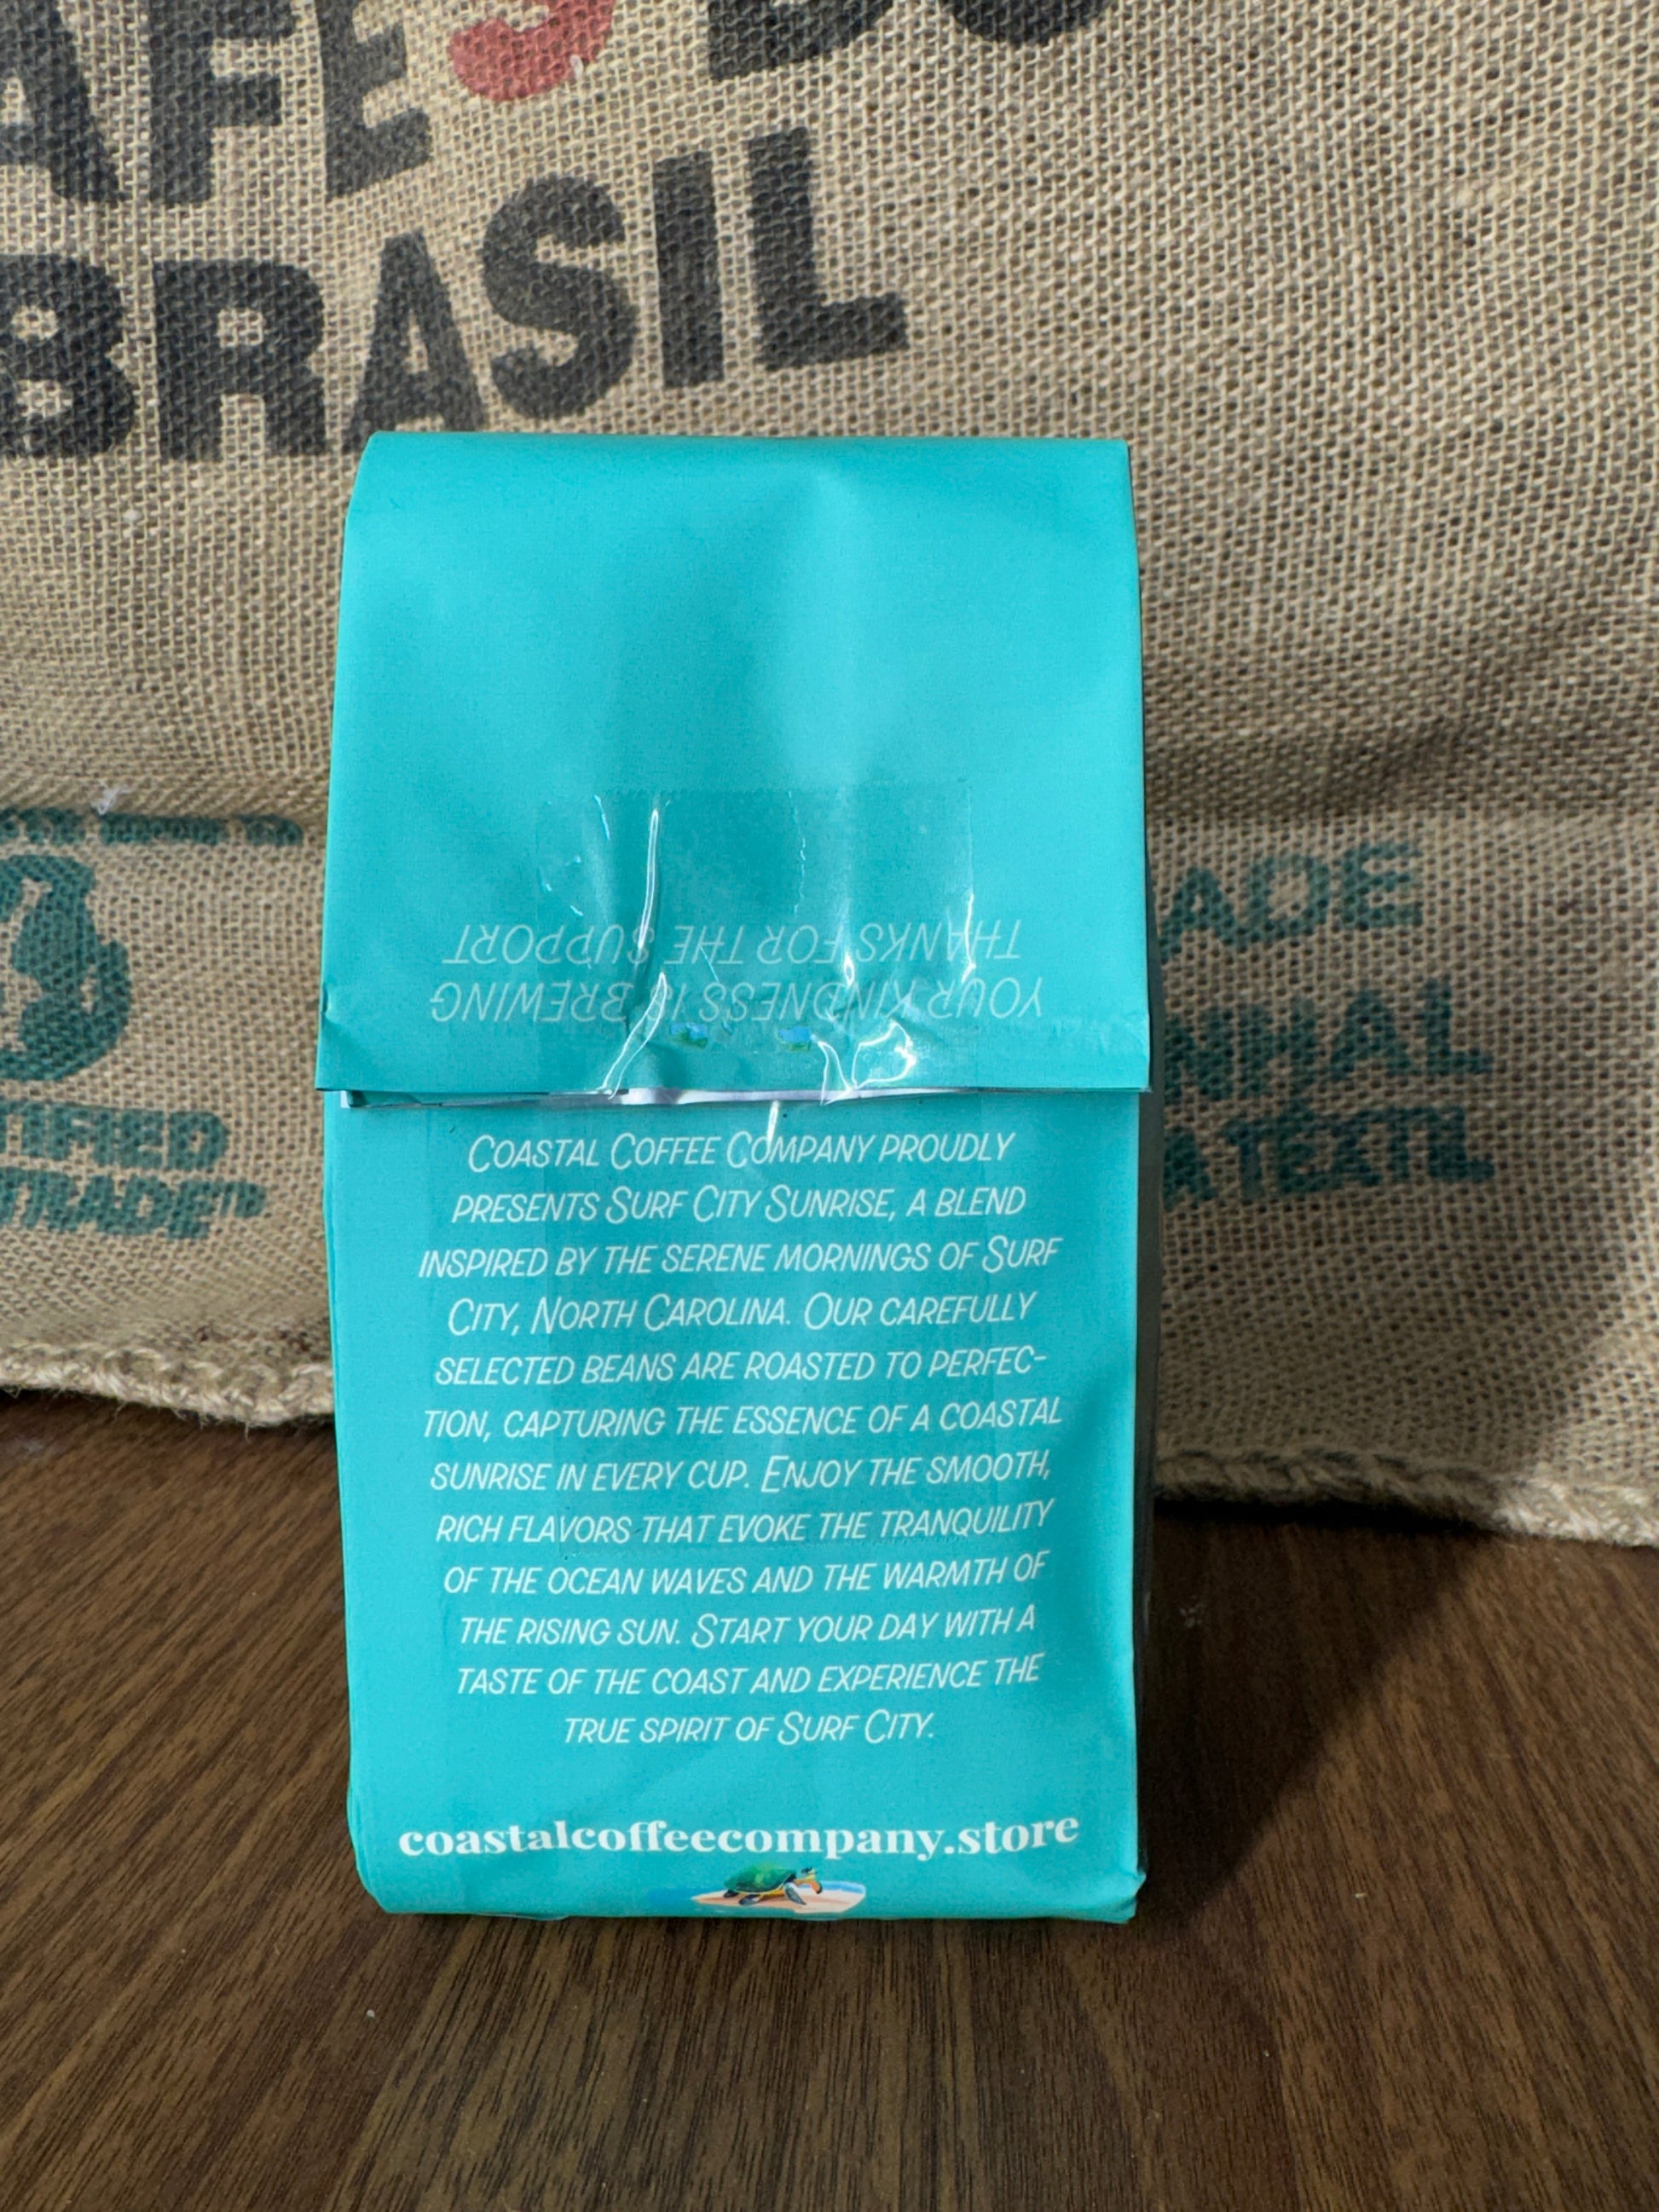 BRASIL
THANKS FOR THE SUPPORT
YOUR KINDNESS IS BREWING
COASTAL COFFEE COMPANY PROUDLY
PRESENTS SURF CITY SUNRISE, A BLEND
INSPIRED BY THE SERENE MORNINGS OF SURF
CITY, NORTH CAROLINA. OUR CAREFULLY
SELECTED BEANS ARE ROASTED TO PERFEC-
TION, CAPTURING THE ESSENCE OF A COASTAL
SUNRISE IN EVERY CUP. ENJOY THE SMOOTH,
RICH FLAVORS THAT EVOKE THE TRANQUILITY
OF THE OCEAN WAVES AND THE WARMTH OF
THE RISING SUN. START YOUR DAY WITH A
TASTE OF THE COAST AND EXPERIENCE THE
TRUE SPIRIT OF SURF CITY.
coastalcoffeecompany.store